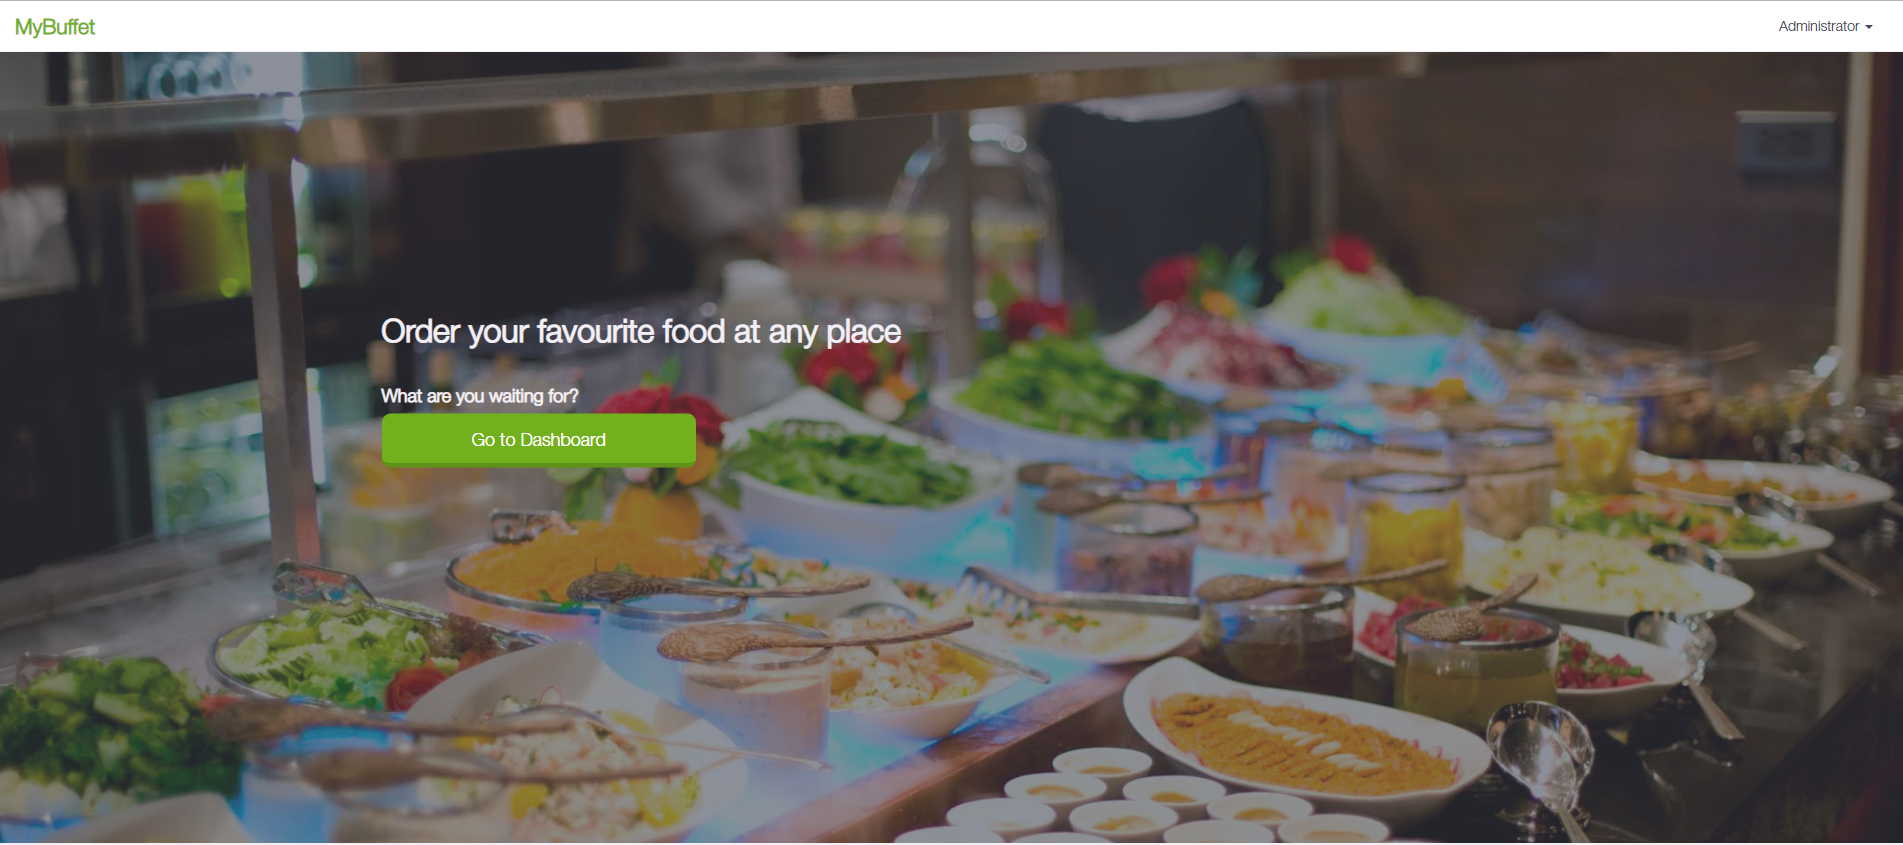 MyBuffet
Administrator
Order your favourite food at any place
What are you waiting for?
Go to Dashboard